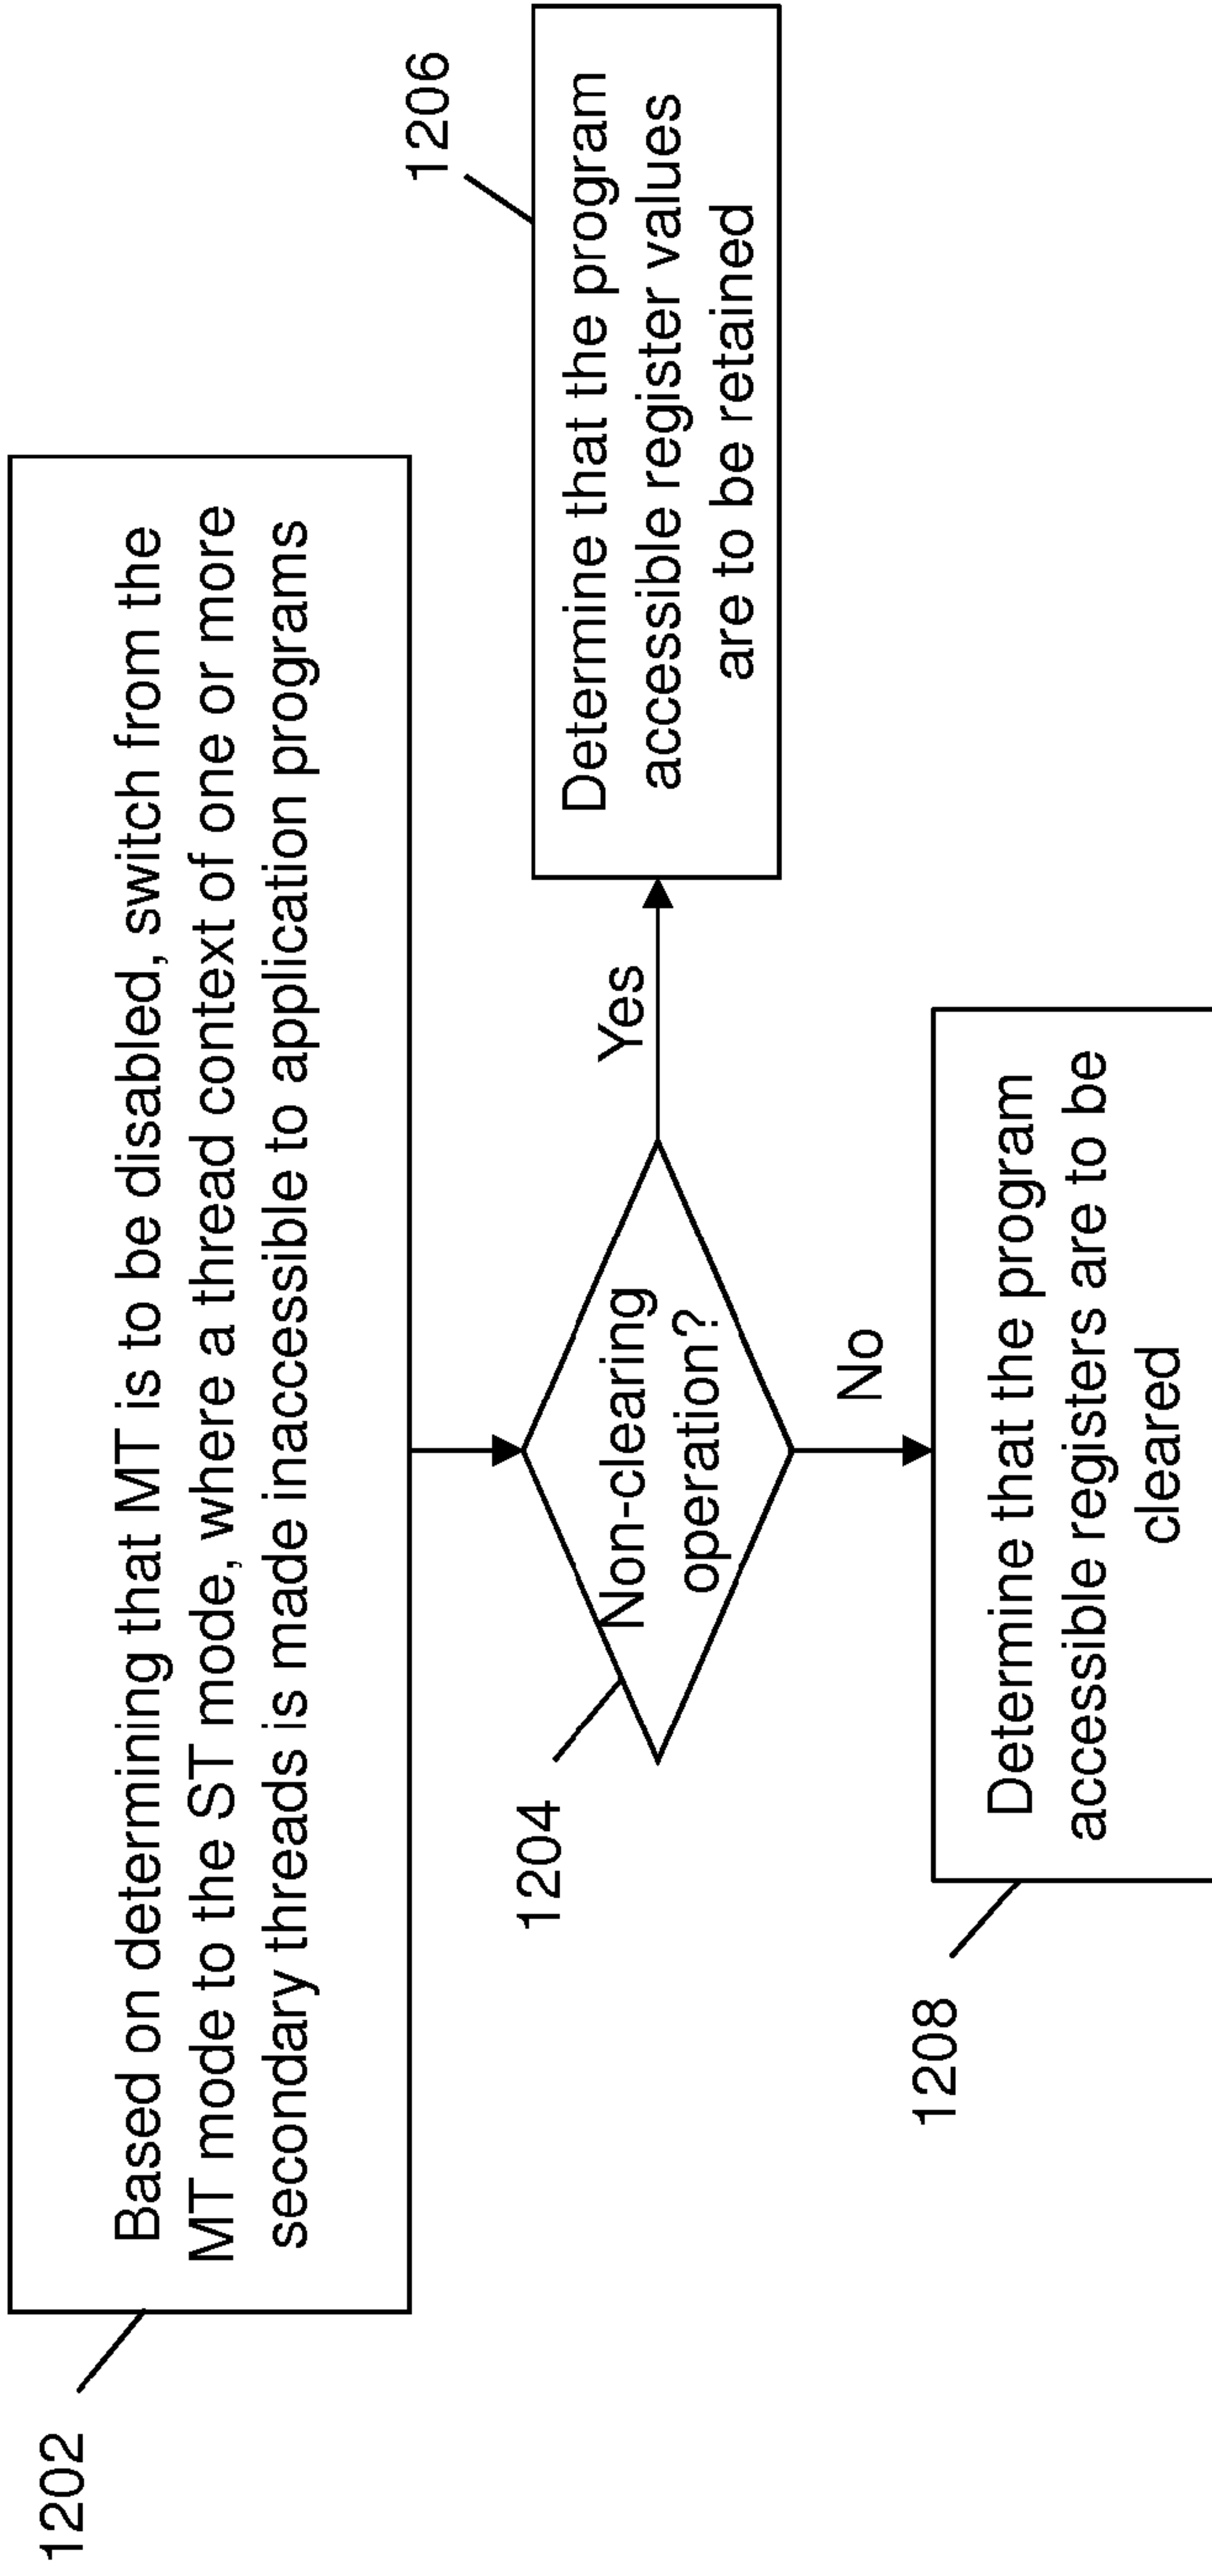 1202
Based on determining that MT is to be disabled, switch from the
MT mode to the ST mode, where a thread context of one or more
secondary threads is made inaccessible to application programs
1204
Non-clearing
operation?
Yes
1206
Determine that the program
accessible register values
are to be retained
No
1208
Determine that the program
accessible registers are to be
cleared